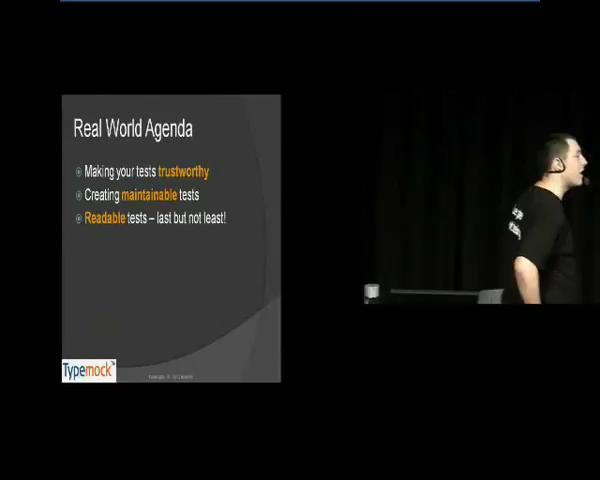 Real World Agenda
Making your tests trustworthy
Creating maintainable tests
Readable tests – last but not least!
Typemock